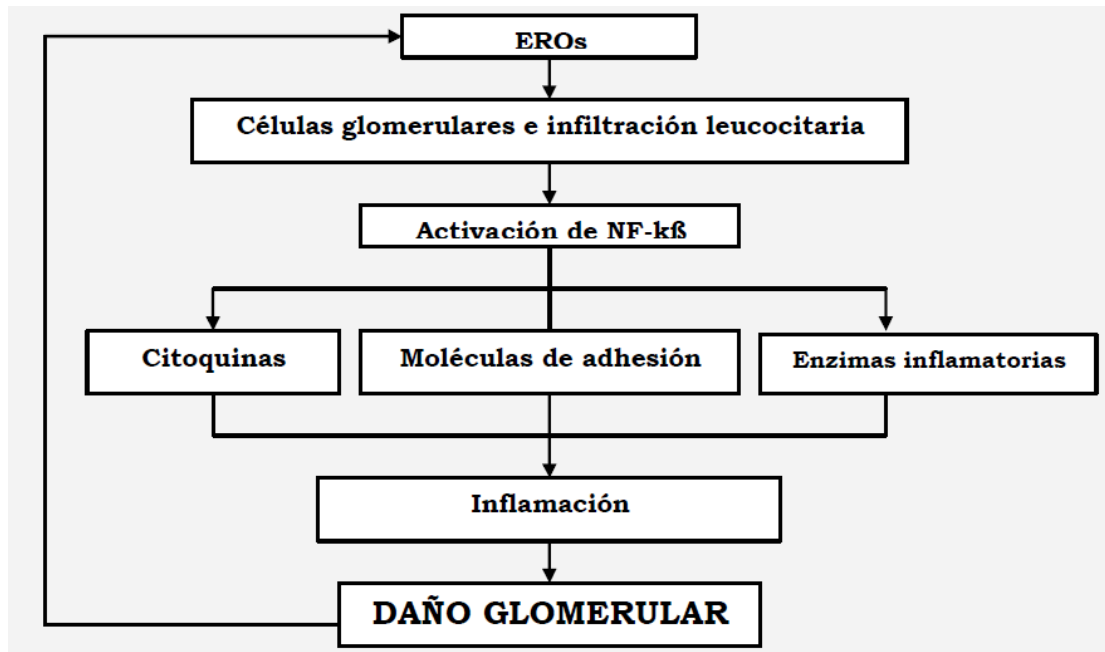 EROs
Células glomerulares e infiltración leucocitaria
Activación de NF-kß
Citoquinas
Moléculas de adhesión
Enzimas inflamatorias
Inflamación
DAÑO GLOMERULAR